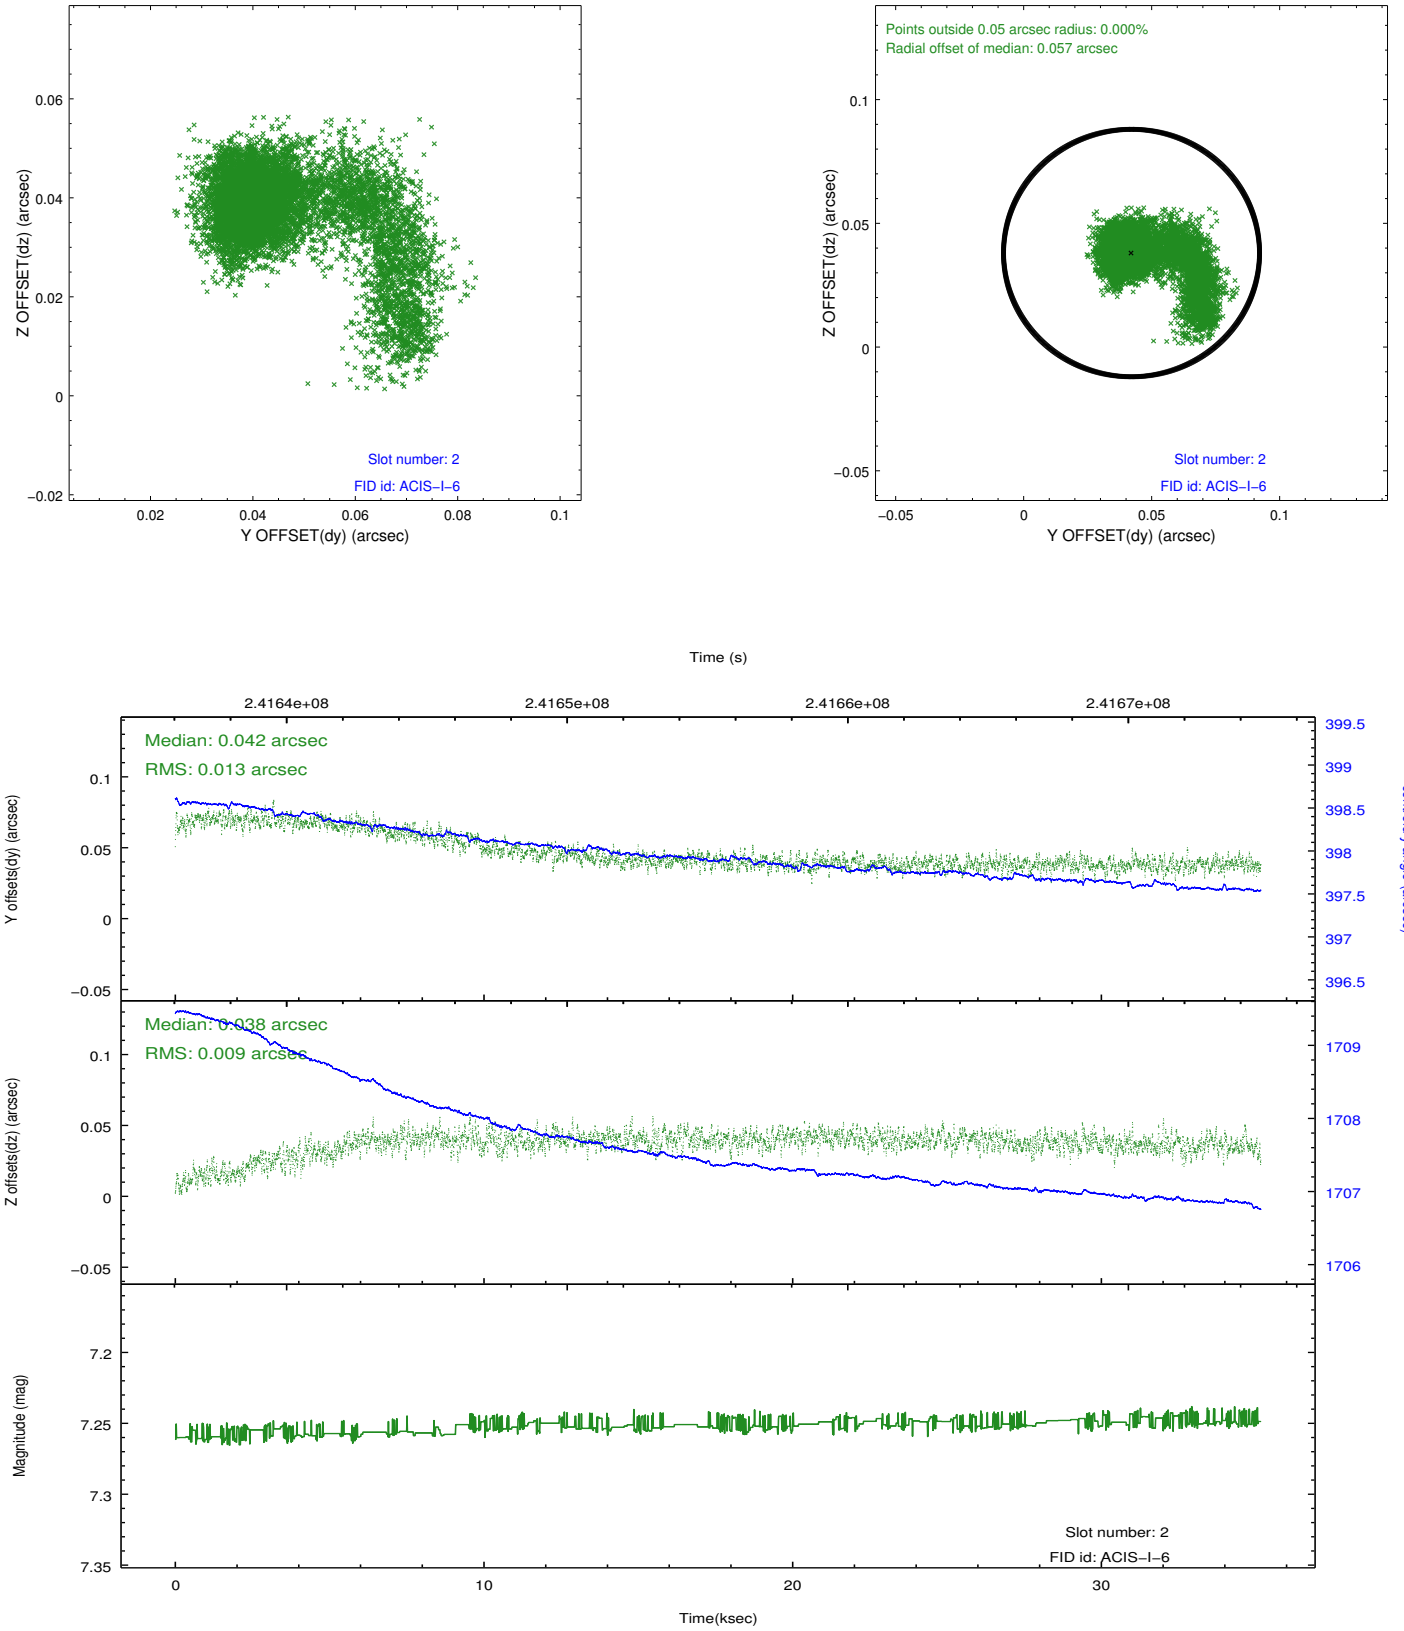 0.06
0.04
0.02
0
−0.02
Z OFFSET(dz) (arcsec)
Slot number: 2
FID id: ACIS−I−6
0.02
0.04
0.06
0.08
0.1
Y OFFSET(dy) (arcsec)
Points outside 0.05 arcsec radius: 0.000%
Radial offset of median: 0.057 arcsec
0.1
0.05
0
−0.05
Z OFFSET(dz) (arcsec)
Slot number: 2
FID id: ACIS−I−6
−0.05
0
0.05
0.1
Y OFFSET(dy) (arcsec)
Time (s)
2.4164e+08
2.4165e+08
2.4166e+08
2.4167e+08
Median: 0.042 arcsec
RMS: 0.013 arcsec
0.1
0.05
0
−0.05
Y offsets(dy) (arcsec)
399.5
399
398.5
398
397.5
397
396.5
Median: 0.038 arcsec
RMS: 0.009 arcsec
0.1
0.05
0
−0.05
Z offsets(dz) (arcsec)
1709
1708
1707
1706
7.2
7.25
7.3
7.35
Magnitude (mag)
Slot number: 2
FID id: ACIS−I−6
0
10
20
30
Time(ksec)